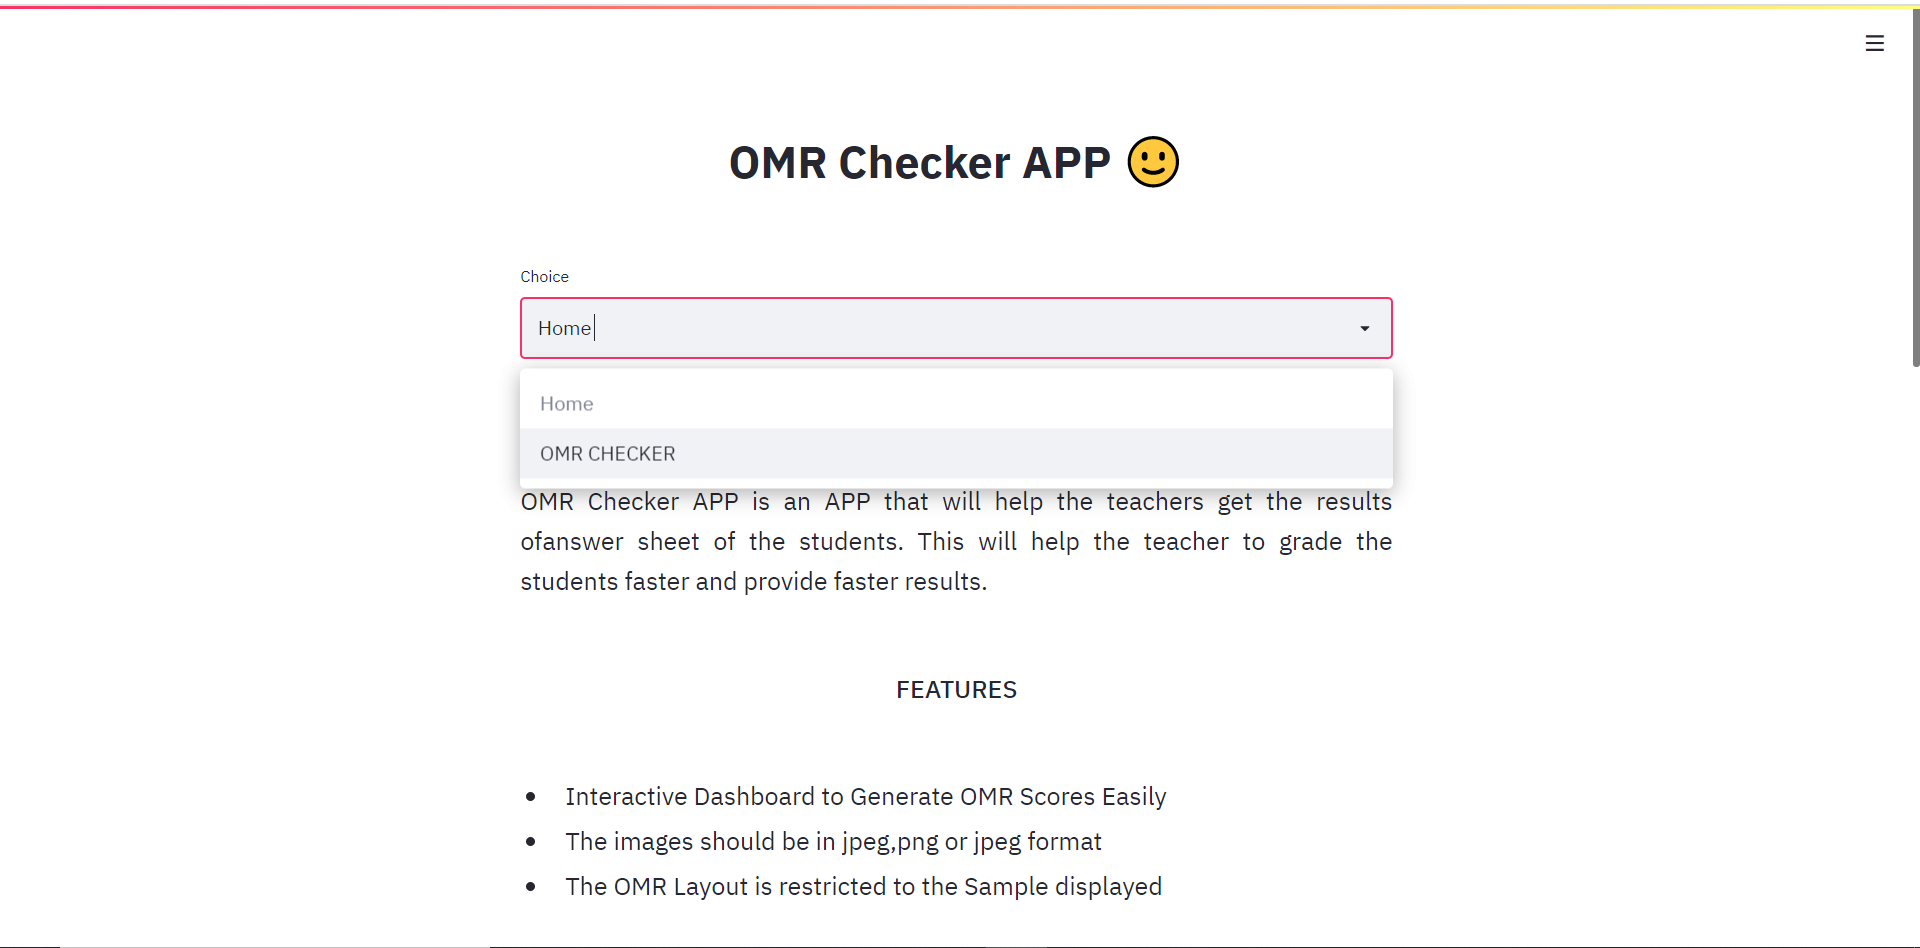 OMR Checker APP
Choice
Home
Home
OMR CHECKER
OMR Checker APP is an APP that will help the teachers get the results
ofanswer sheet of the students. This will help the teacher to grade the
students faster and provide faster results.
FEATURES
Interactive Dashboard to Generate OMR Scores Easily
The images should be in jpeg,png or jpeg format
The OMR Layout is restricted to the Sample displayed